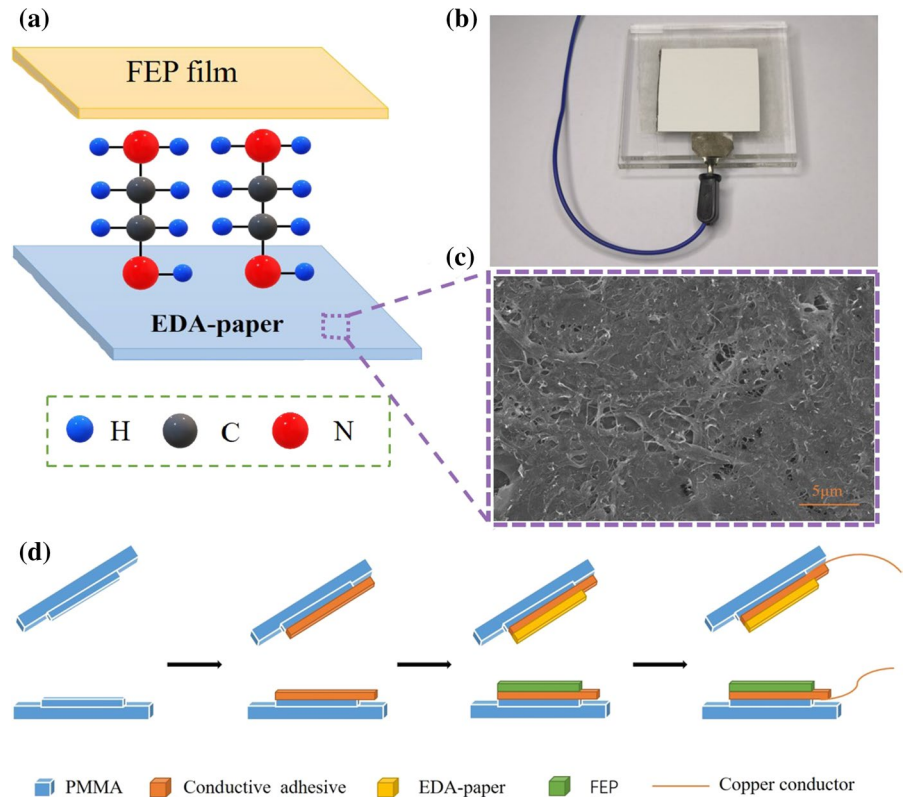 (a)
FEP film
EDA-paper
H C N
(b)
(c)
5μm
(d)
PMMA Conductive adhesive EDA-paper FEP Copper conductor